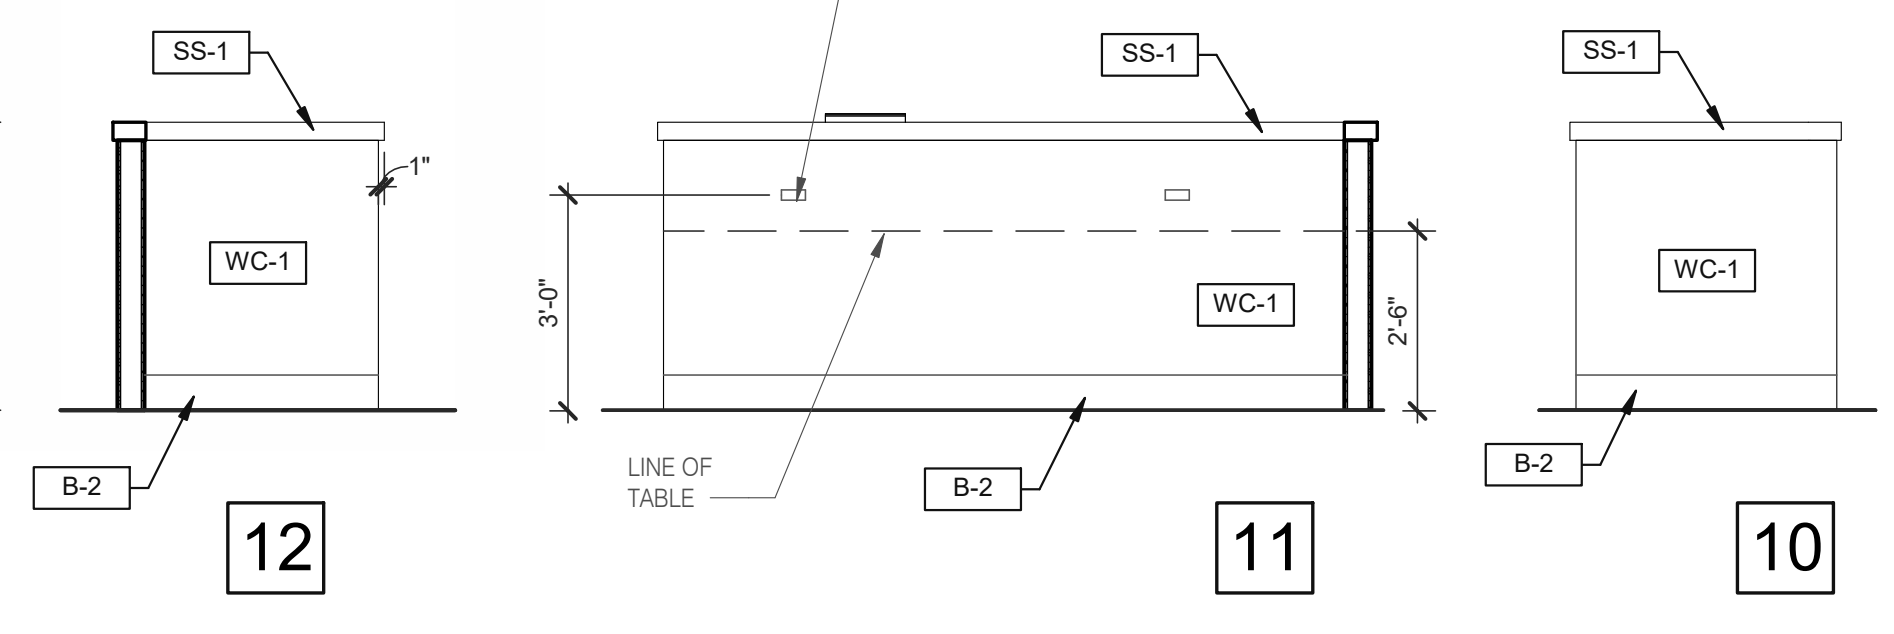 SS-1
1"
WC-1
B-2
12
SS-1
3'-0"
WC-1
2'-6"
LINE OF
TABLE
B-2
11
SS-1
WC-1
B-2
10